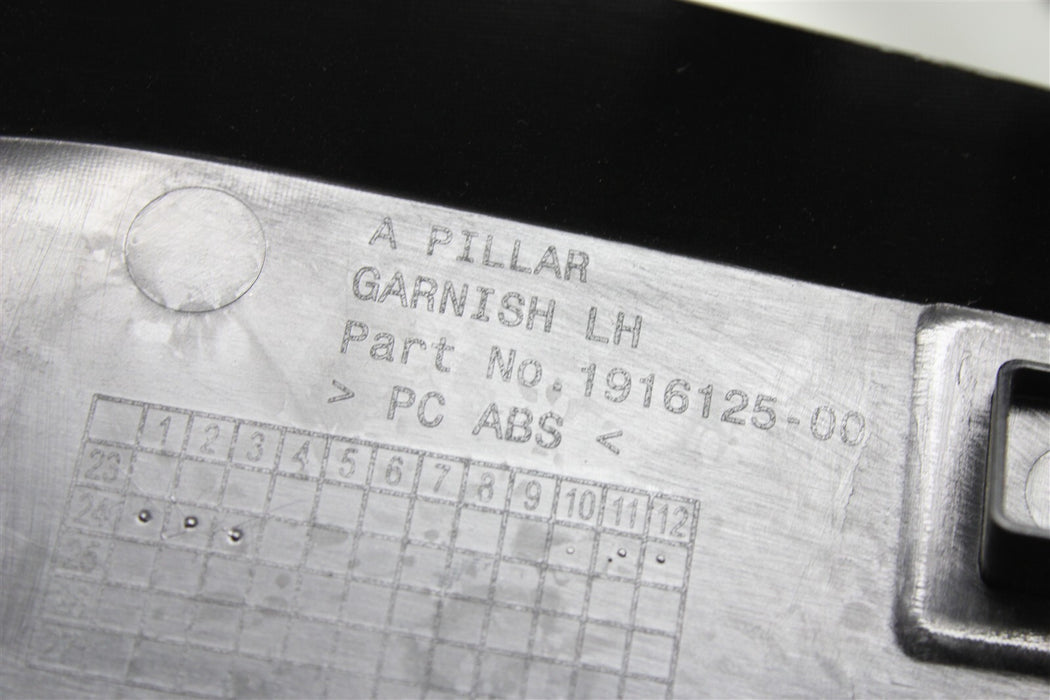 A PILLAR
GARNISH LH
Part No.1916125-00
> PC ABS <
1 2 3 4 5 6 7 8 9 10 11 12
23
24
25